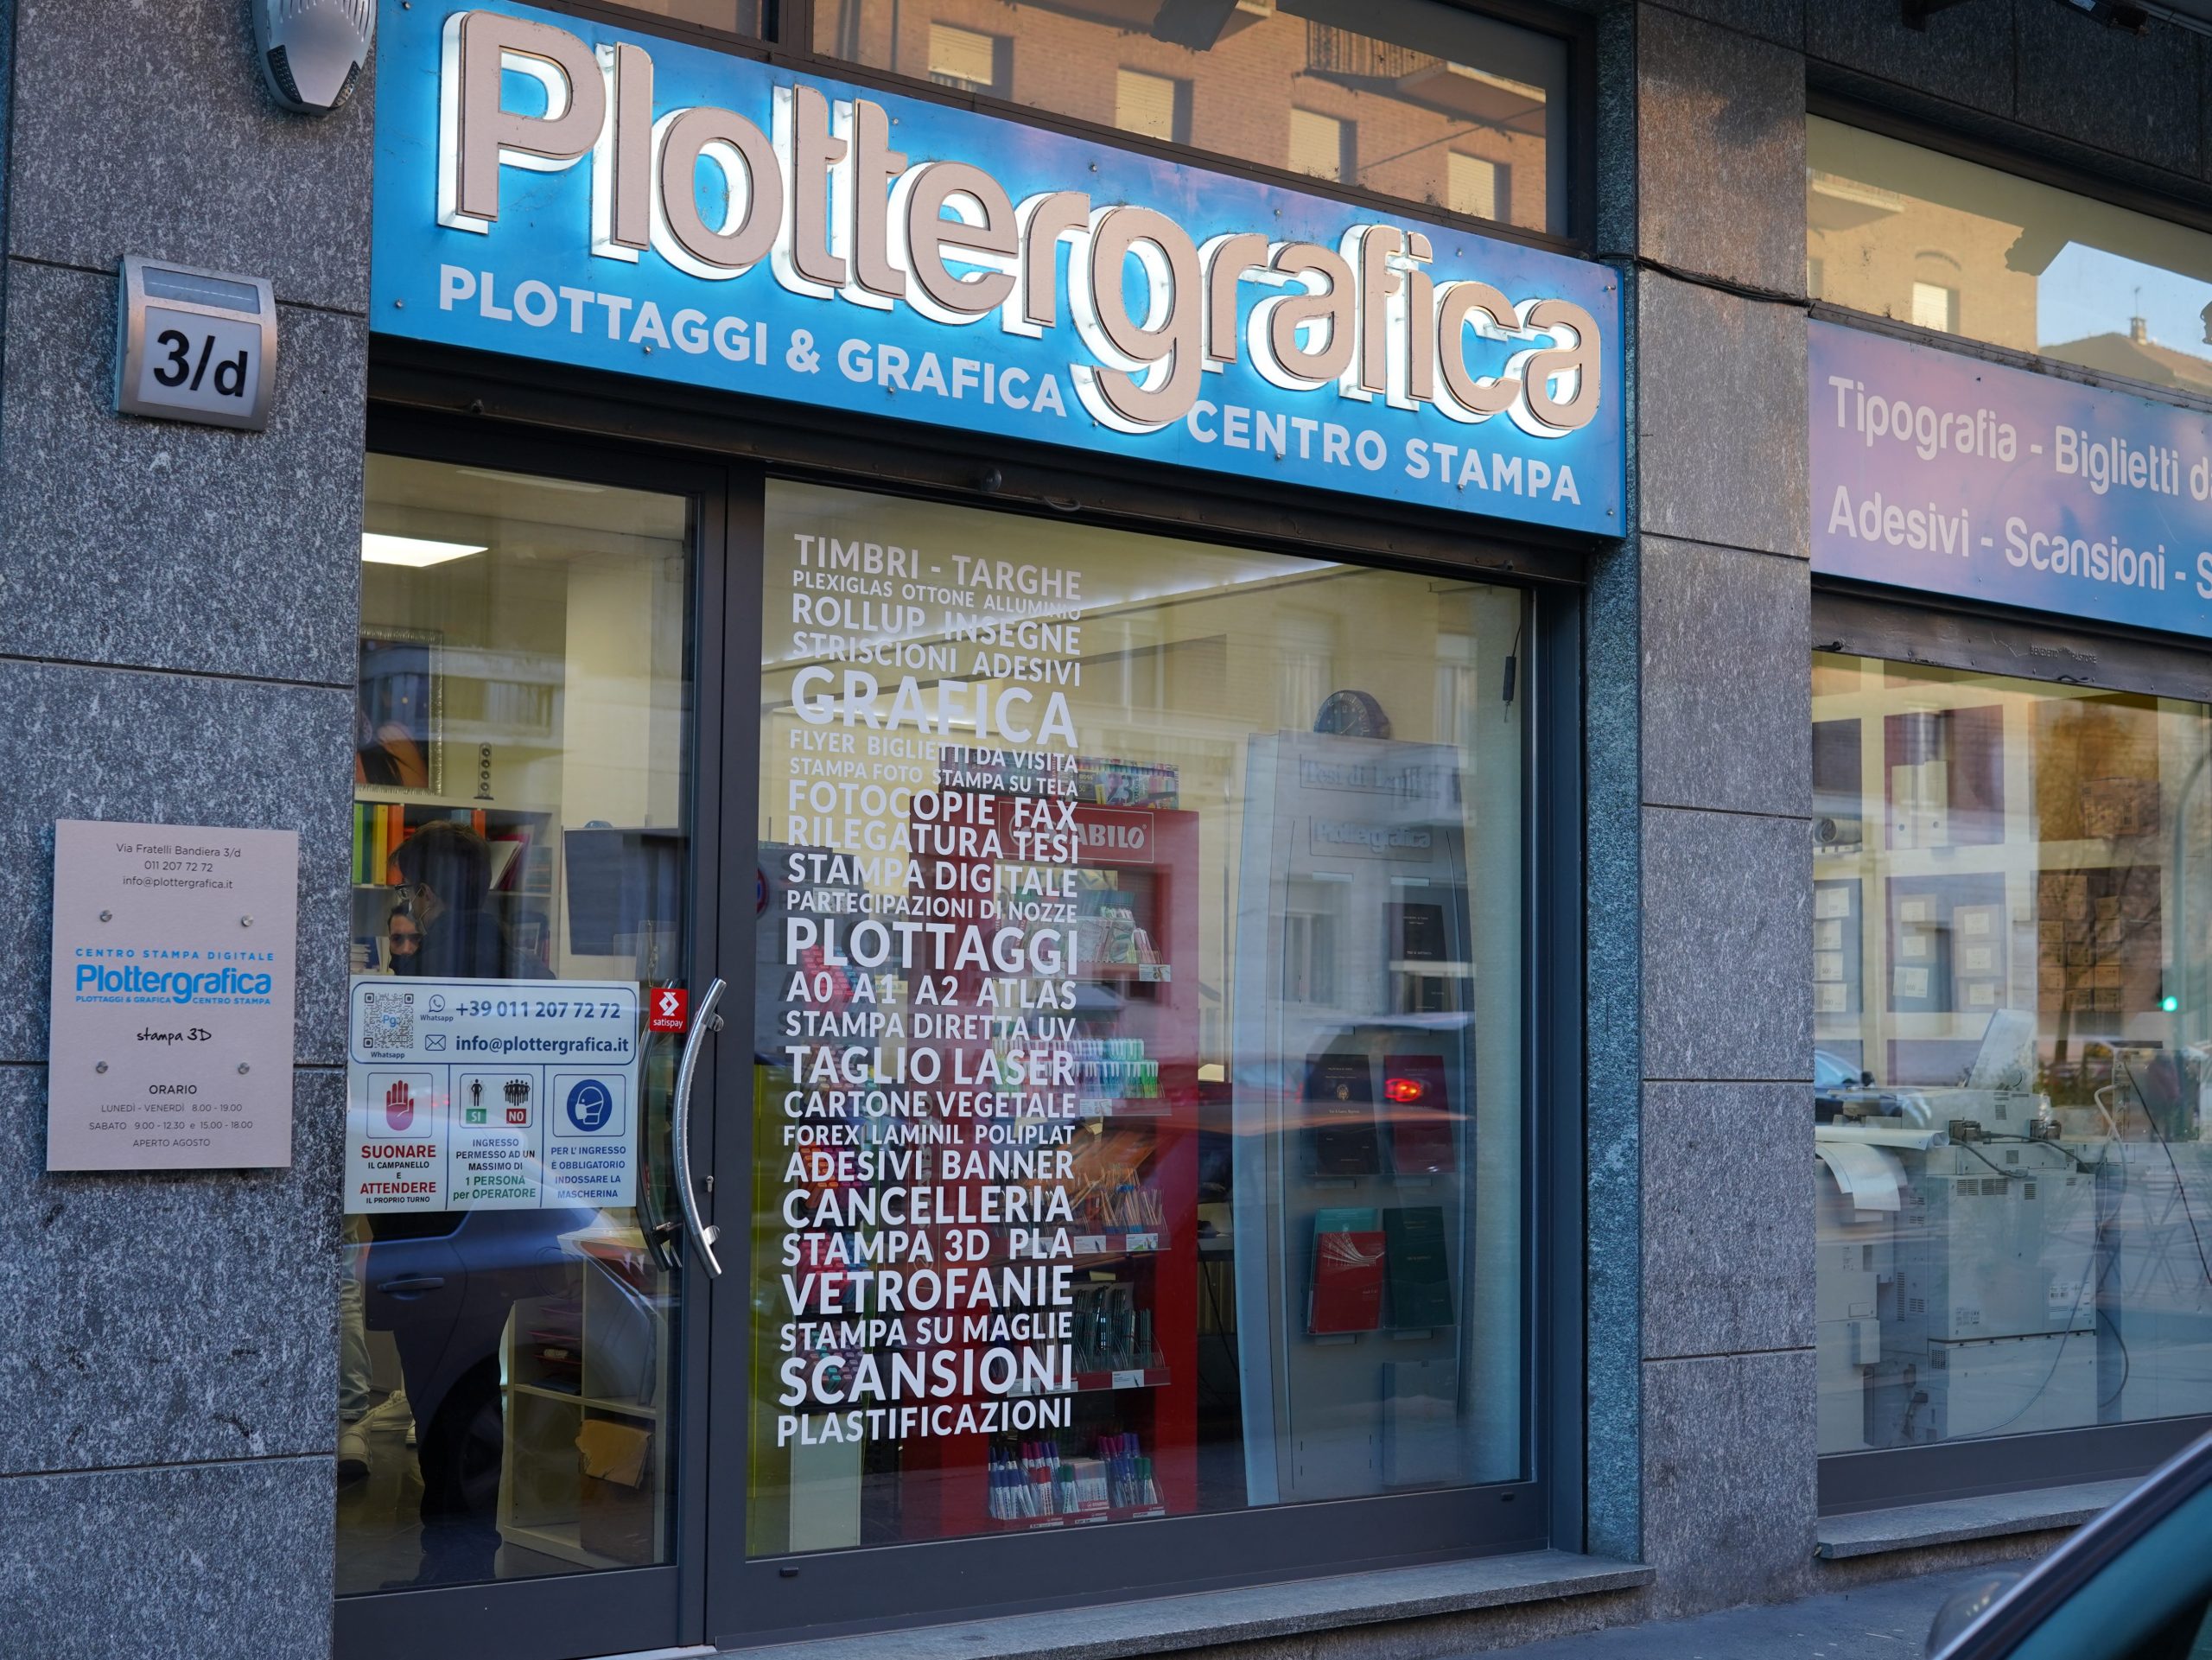 Plottergrafica
PLOTTAGGI & GRAFICA CENTRO STAMPA
3/d
Tipografia - Biglietti
Adesivi - Scansioni -
TIMBRI - TARGHE
PLEXIGLAS OTTONE ALLUMINIO
ROLLUP INSEGNE
STRISCIONI ADESIVI
GRAFICA
FLYER BIGLIETTI DA VISITA
STAMPA FOTO STAMPA SU TELA
FOTOCOPIE FAX
RILEGATURA TESI
STAMPA DIGITALE
PARTECIPAZIONI DI NOZZE
PLOTTAGGI
A0 A1 A2 ATLAS
STAMPA DIRETTA UV
TAGLIO LASER
CARTONE VEGETALE
FOREX LAMINIL POLIPLAT
ADESIVI BANNER
CANCELLERIA
STAMPA 3D PLA
VETROFANIE
STAMPA SU MAGLIE
SCANSIONI
PLASTIFICAZIONI
Via Fratelli Bandiera 3/d
011 207 72 72
info@plottergrafica.it
CENTRO STAMPA DIGITALE
Plottergrafica
PLOTTAGGI & GRAFICA CENTRO STAMPA
stampa 3D
ORARIO
LUNEDÌ - VENERDÌ 8.00 - 19.00
SABATO 9.00 - 12.30 e 15.00 - 18.00
APERTO AGOSTO
Pg
Whatsapp
Whatsapp +39 011 207 72 72
info@plottergrafica.it
satispay
SUONARE
IL CAMPANELLO
E
ATTENDERE
IL PROPRIO TURNO
SI NO
INGRESSO
PERMESSO AD UN
MASSIMO DI
1 PERSONA
per OPERATORE
PER L'INGRESSO
È OBBLIGATORIO
INDOSSARE LA
MASCHERINA
Tesi di
Plottergrafica